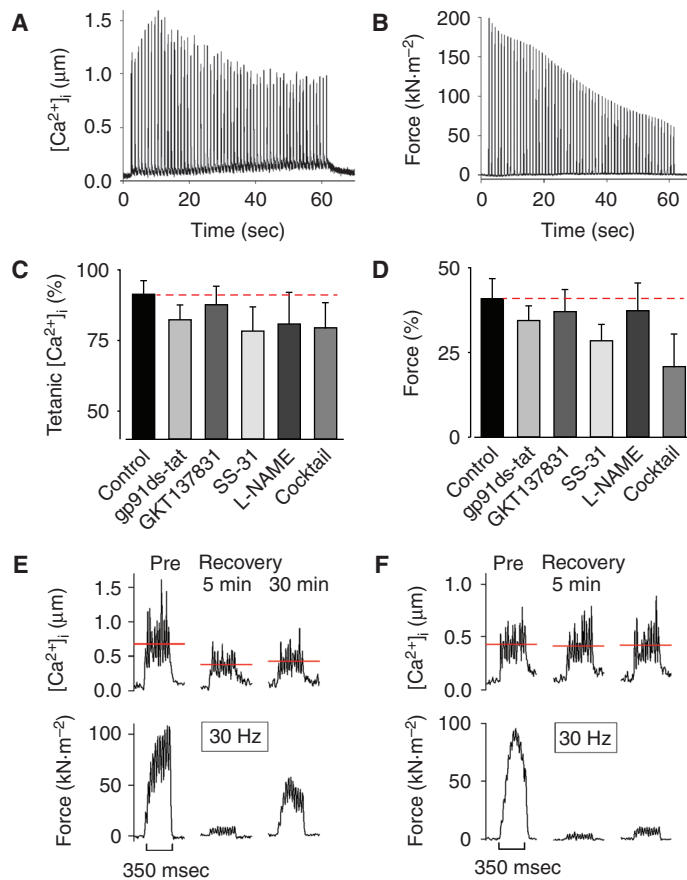 A
[Ca2+]i (μm)
1.5
1.0
0.5
0.0
0 20 40 60
Time (sec)
B
Force (kN·m−2)
200
150
100
50
0
0 20 40 60
Time (sec)
C
Tetanic [Ca2+]i (%)
100
75
50
Control
gp91ds-tat
GKT137831
SS-31
L-NAME
Cocktail
D
Force (%)
50
25
0
Control
gp91ds-tat
GKT137831
SS-31
L-NAME
Cocktail
E
Pre Recovery
5 min 30 min
[Ca2+]i (μm)
1.5
1.0
0.5
0.0
Force (kN·m−2)
100
50
0
30 Hz
350 msec
F
Pre Recovery
5 min
[Ca2+]i (μm)
1.0
0.5
0.0
Force (kN·m−2)
100
50
0
30 Hz
350 msec